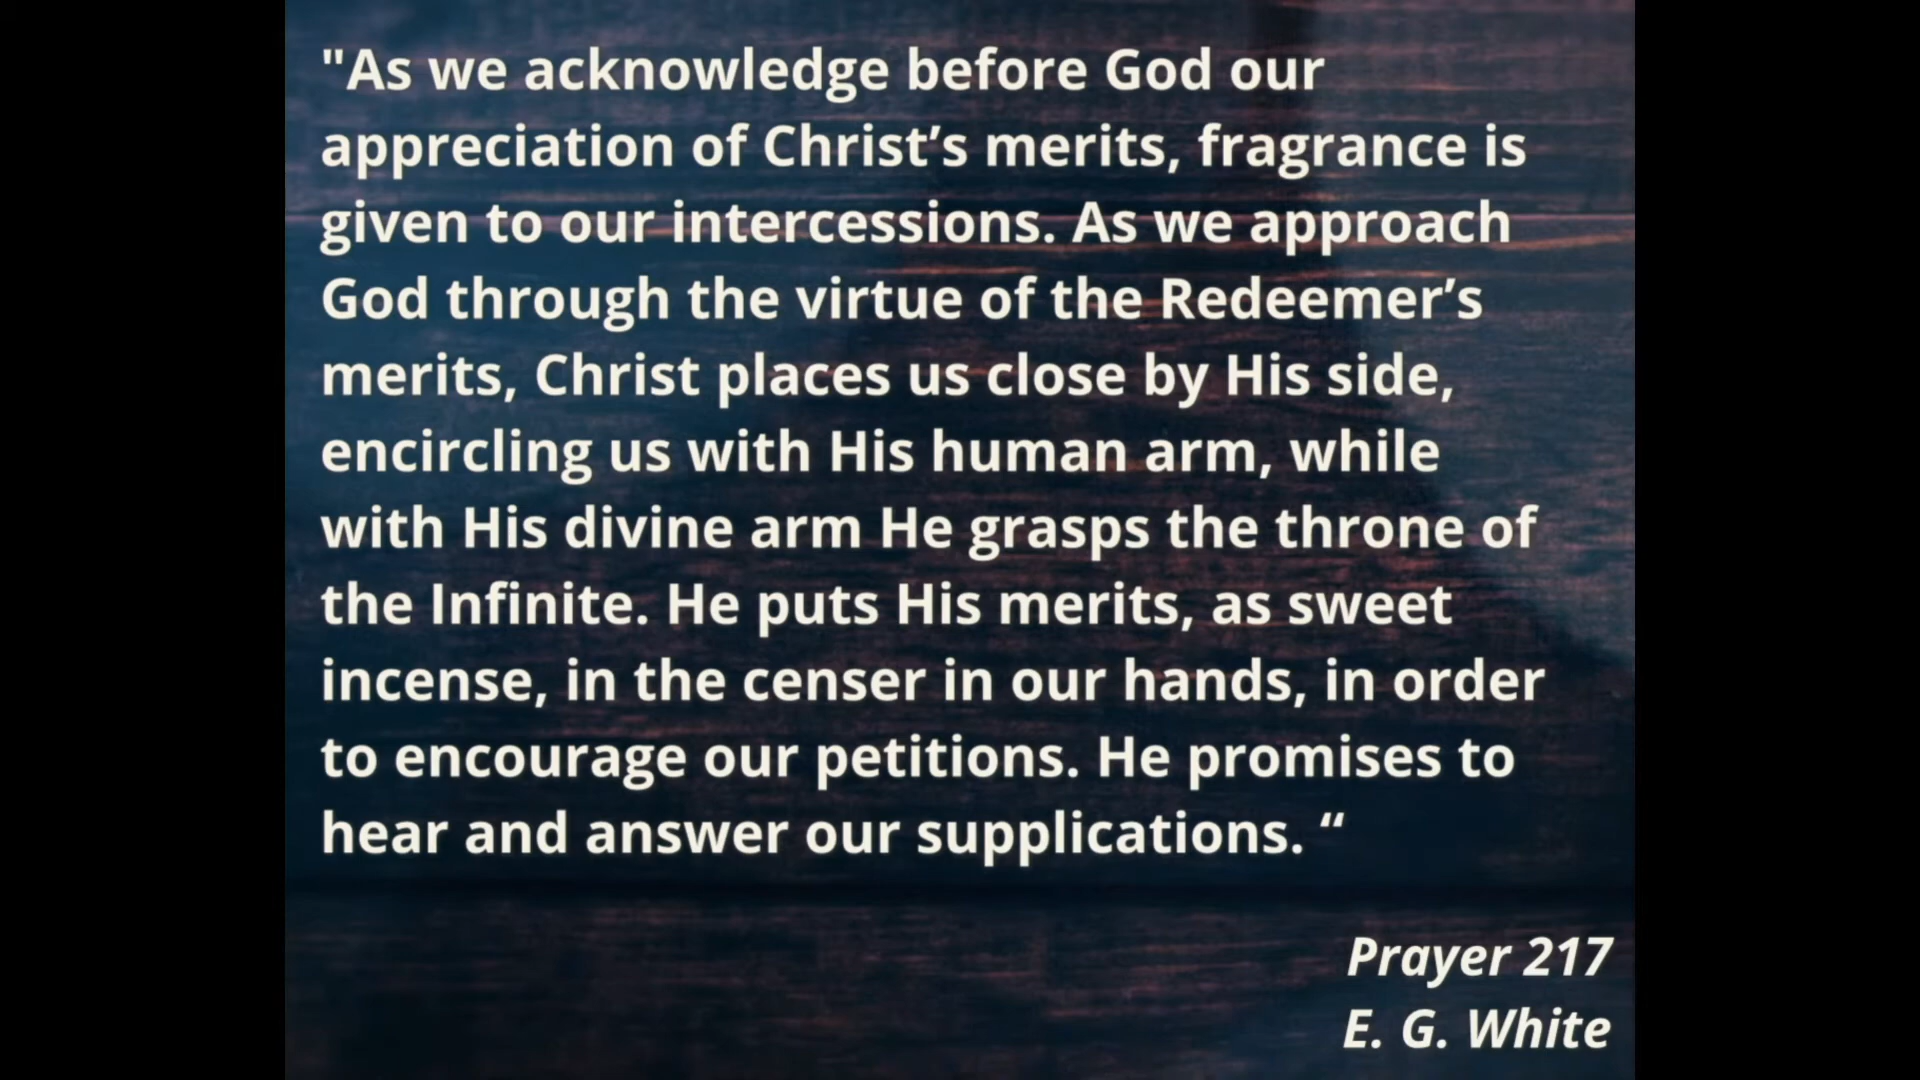 "As we acknowledge before God our
appreciation of Christ’s merits, fragrance is
given to our intercessions. As we approach
God through the virtue of the Redeemer’s
merits, Christ places us close by His side,
encircling us with His human arm, while
with His divine arm He grasps the throne of
the Infinite. He puts His merits, as sweet
incense, in the censer in our hands, in order
to encourage our petitions. He promises to
hear and answer our supplications. “
Prayer 217
E. G. White